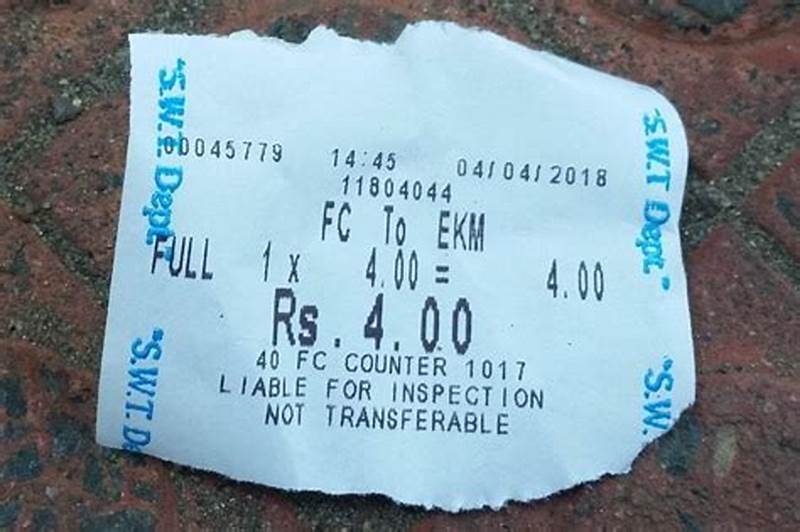 00045779 14:45 04/04/2018
11804044
FC To EKM
FULL 1 x 4.00 = 4.00
Rs. 4.00
40 FC COUNTER 1017
LIABLE FOR INSPECTION
NOT TRANSFERABLE
"S.W.T. Dept."
"S.W.T. De
S.W.T Dept."
"S.W.